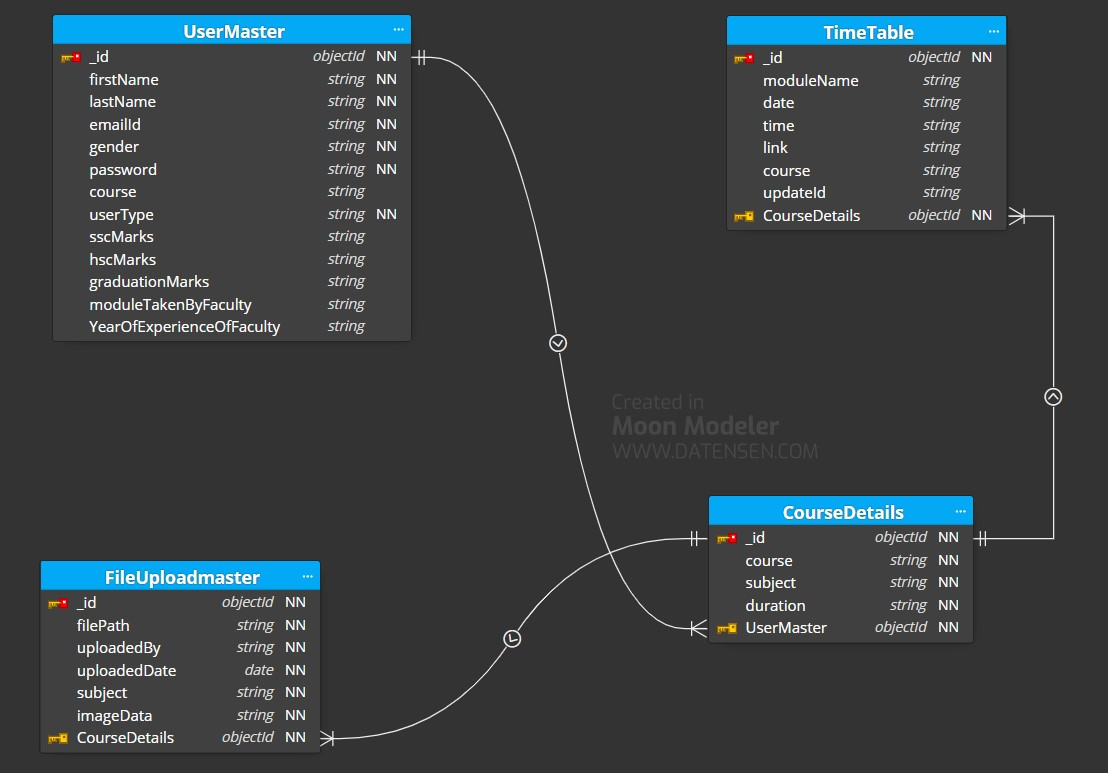 UserMaster ...
_id objectId NN
firstName string NN
lastName string NN
emailId string NN
gender string NN
password string NN
course string
userType string NN
sscMarks string
hscMarks string
graduationMarks string
moduleTakenByFaculty string
YearOfExperienceOfFaculty string
TimeTable ...
_id objectId NN
moduleName string
date string
time string
link string
course string
updateId string
CourseDetails objectId NN
Created in
Moon Modeler
WWW.DATENSEN.COM
CourseDetails ...
_id objectId NN
course string NN
subject string NN
duration string NN
UserMaster objectId NN
FileUploadmaster ...
_id objectId NN
filePath string NN
uploadedBy string NN
uploadedDate date NN
subject string NN
imageData string NN
CourseDetails objectId NN